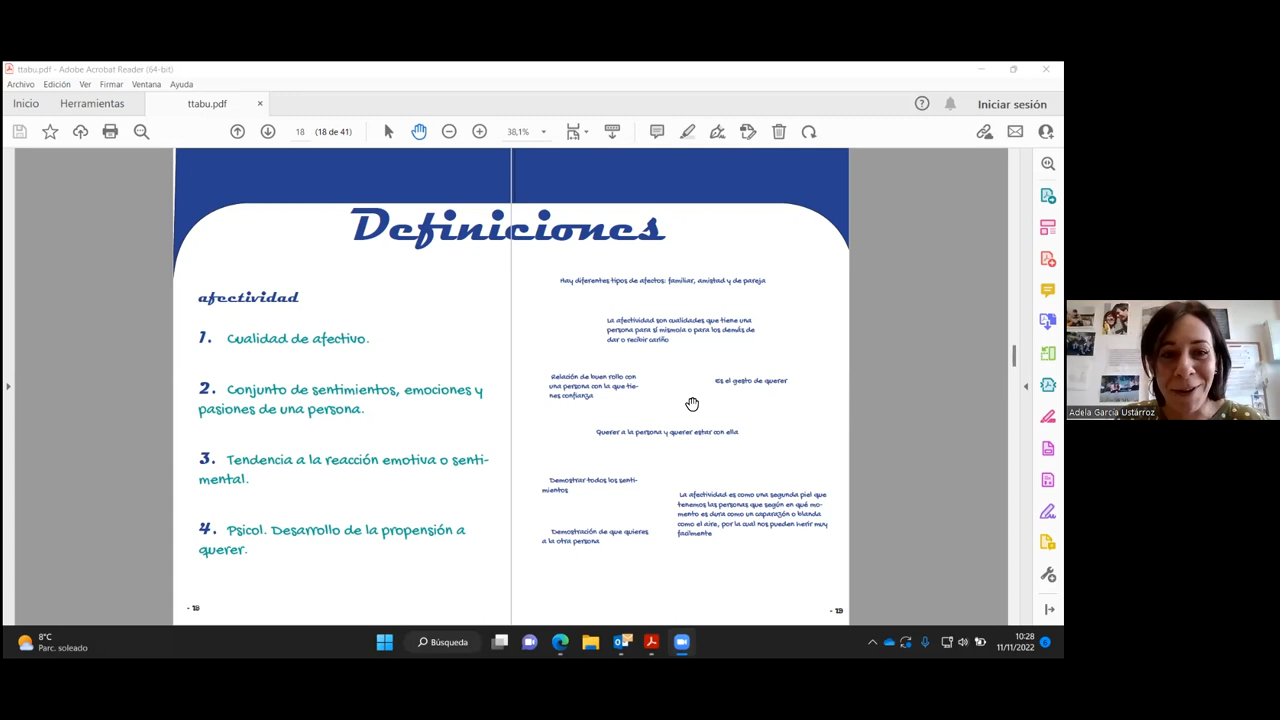 ttabu.pdf - Adobe Acrobat Reader (64-bit)
Archivo Edición Ver Firmar Ventana Ayuda
Inicio Herramientas ttabu.pdf × Iniciar sesión
18 (18 de 41) 38,1%
Definiciones
afectividad
1. Cualidad de afectivo.
2. Conjunto de sentimientos, emociones y
pasiones de una persona.
3. Tendencia a la reacción emotiva o senti-
mental.
4. Psicol. Desarrollo de la propensión a
querer.
- 18
Hay diferentes tipos de afectos: familiar, amistad y de pareja
La afectividad son cualidades que tiene una
persona para sí misma/o o para los demás de
dar o recibir cariño
Relación de buen rollo con
una persona con la que tie-
nes confianza
Es el gesto de querer
Querer a la persona y querer estar con ella
Demostrar todos los senti-
mientos
La afectividad es como una segunda piel que
tenemos las personas que según en qué mo-
mento es dura como un caparazón o blanda
como el aire, por la cual nos pueden herir muy
facilmente
Demostración de que quieres
a la otra persona
- 19
Adela García Ustárroz
8°C
Parc. soleado
Búsqueda
10:28
11/11/2022
6